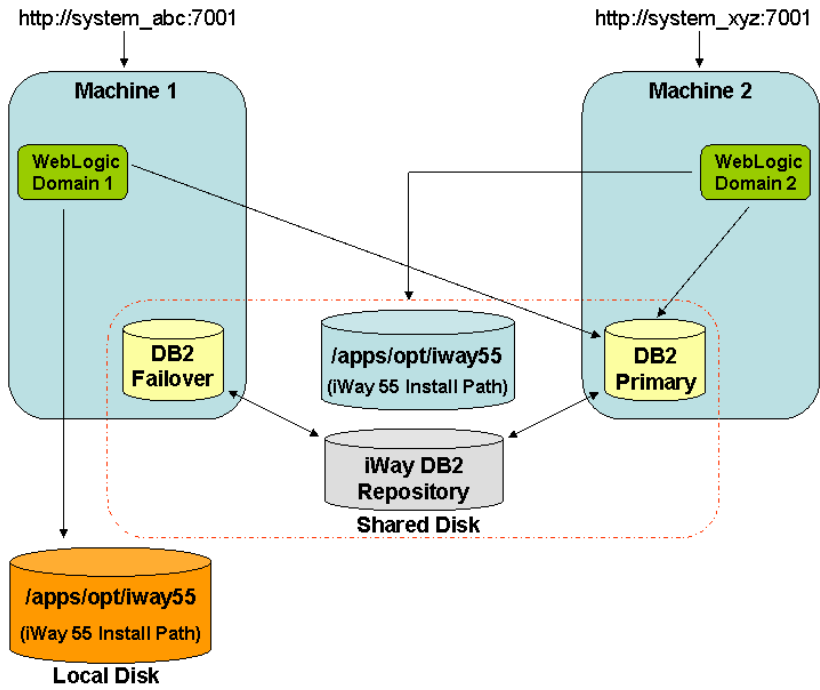 http://system_abc:7001
http://system_xyz:7001
Machine 1
Machine 2
WebLogic
Domain 1
WebLogic
Domain 2
DB2
Failover
/apps/opt/iway55
(iWay 55 Install Path)
DB2
Primary
iWay DB2
Repository
Shared Disk
/apps/opt/iway55
(iWay 55 Install Path)
Local Disk